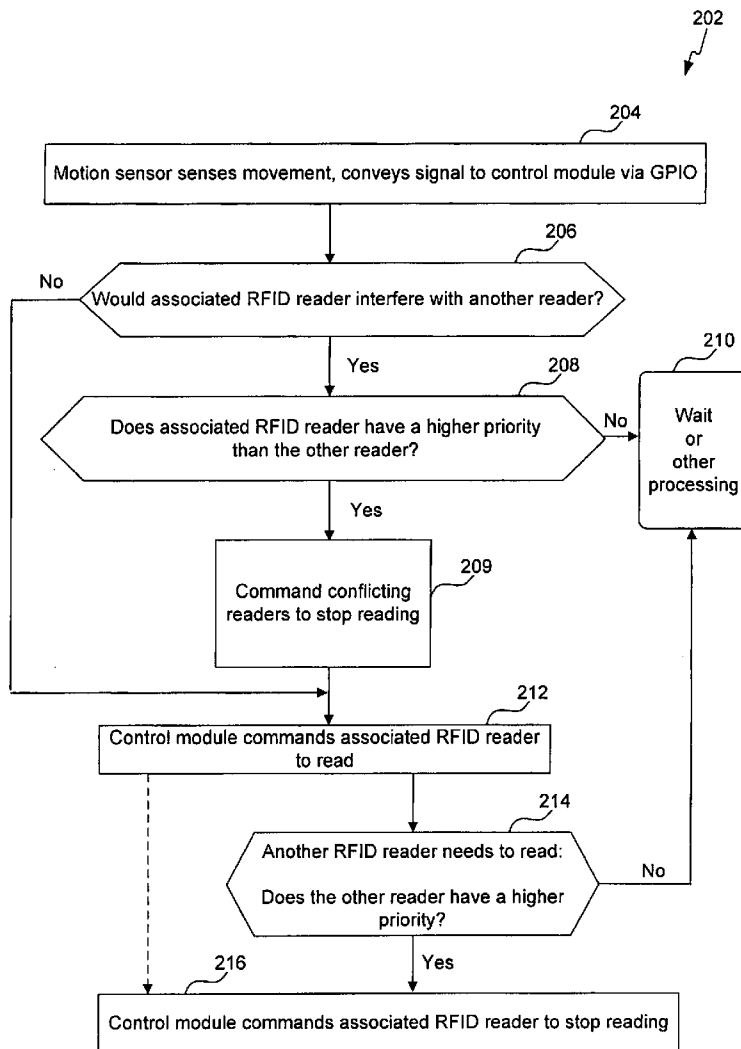 202
204
Motion sensor senses movement, conveys signal to control module via GPIO
206
No
Would associated RFID reader interfere with another reader?
Yes
208
210
Does associated RFID reader have a higher priority
than the other reader?
No
Wait
or
other
processing
Yes
209
Command conflicting
readers to stop reading
212
Control module commands associated RFID reader
to read
214
Another RFID reader needs to read:
Does the other reader have a higher
priority?
No
Yes
216
Control module commands associated RFID reader to stop reading